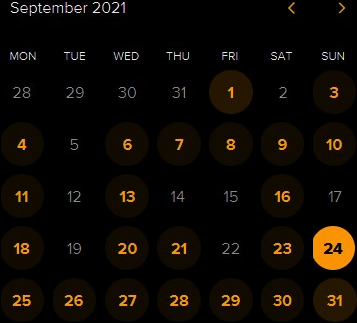 September 2021
MON TUE WED THU FRI SAT SUN
28 29 30 31 1 2 3
4 5 6 7 8 9 10
11 12 13 14 15 16 17
18 19 20 21 22 23 24
25 26 27 28 29 30 31